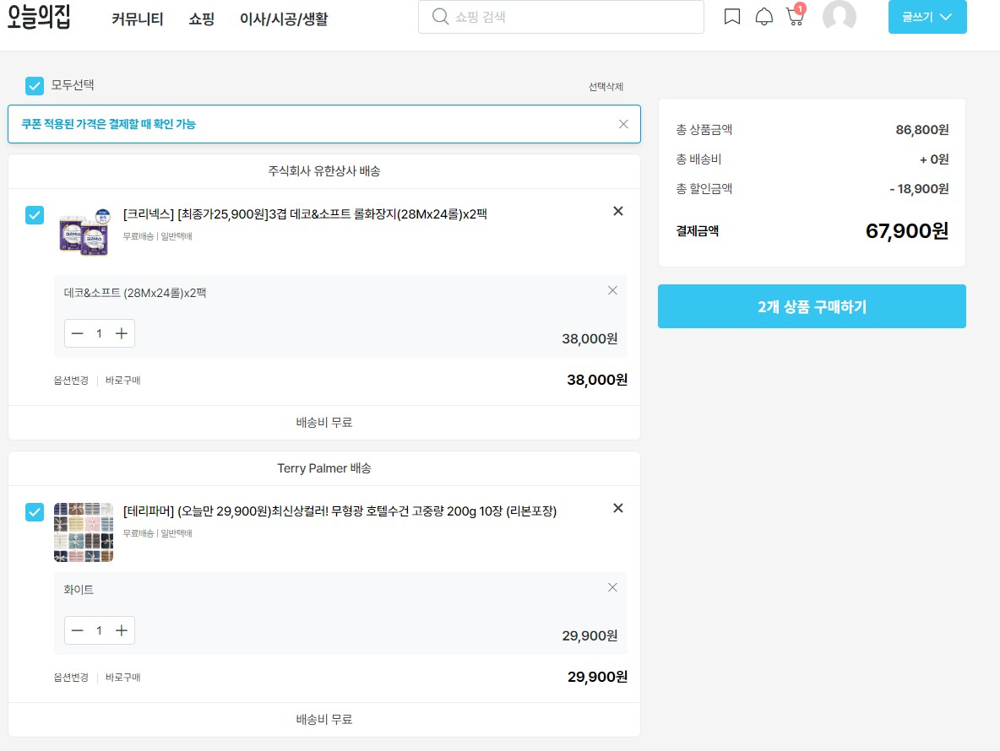 오늘의집 커뮤니티 쇼핑 이사/시공/생활 쇼핑 검색 1 글쓰기
모두선택 선택삭제
쿠폰 적용된 가격은 결제할 때 확인 가능
주식회사 유한상사 배송
[크리넥스] [최종가25,900원]3겹 데코&소프트 롤화장지(28Mx24롤)x2팩
무료배송 | 일반택배
크리넥스
데코&소프트 (28Mx24롤)x2팩
1
38,000원
옵션변경 | 바로구매 38,000원
배송비 무료
Terry Palmer 배송
[테리파머] (오늘만 29,900원)최신상컬러! 무형광 호텔수건 고중량 200g 10장 (리본포장)
무료배송 | 일반택배
화이트
1
29,900원
옵션변경 | 바로구매 29,900원
배송비 무료
총 상품금액 86,800원
총 배송비 + 0원
총 할인금액 - 18,900원
결제금액 67,900원
2개 상품 구매하기